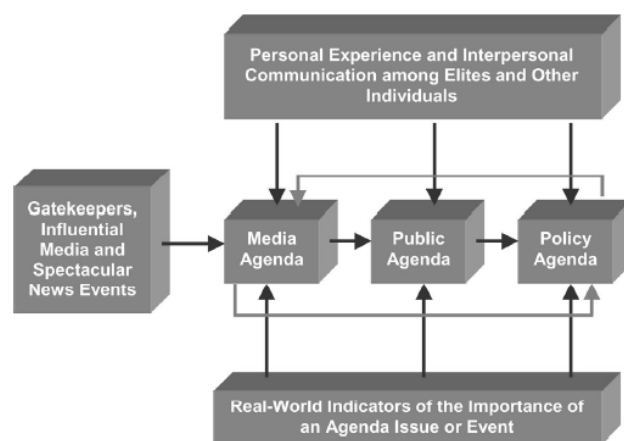 Personal Experience and Interpersonal
Communication among Elites and Other
Individuals
Gatekeepers,
Influential
Media and
Spectacular
News Events
Media
Agenda
Public
Agenda
Policy
Agenda
Real-World Indicators of the Importance of
an Agenda Issue or Event